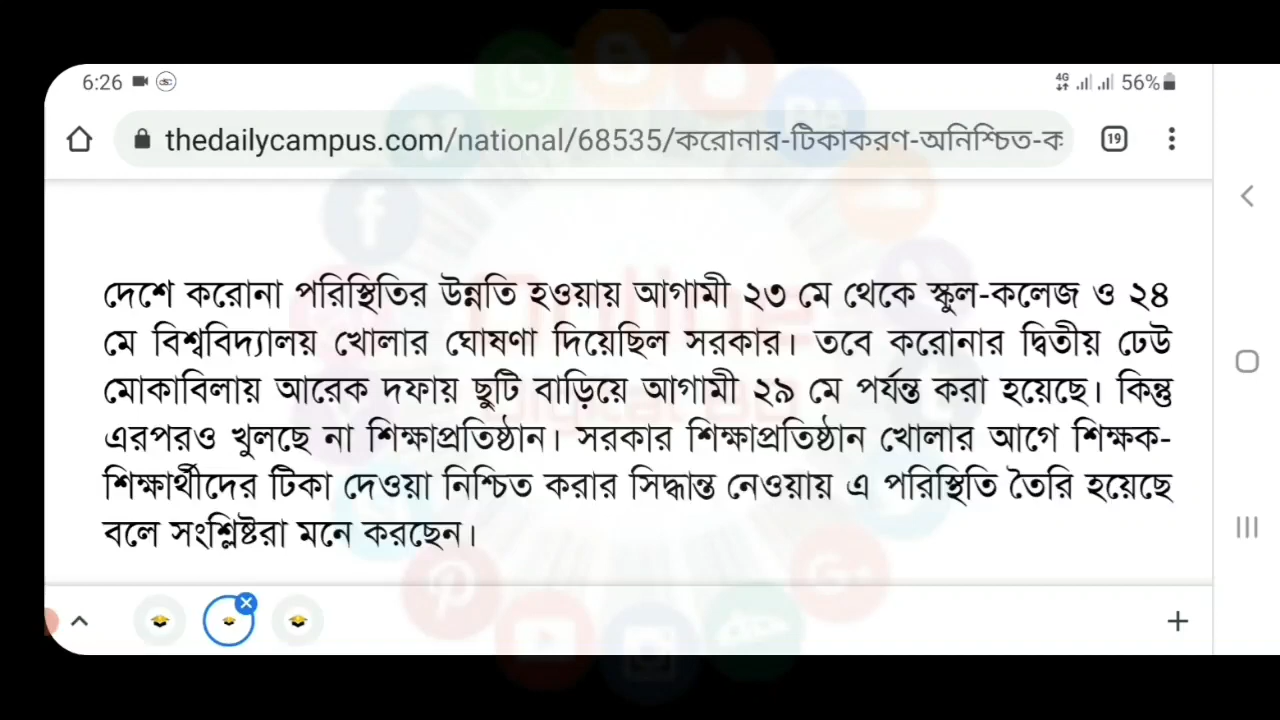 6:26
4G
56%
thedailycampus.com/national/68535/করোনার-টিকাকরণ-অনিশ্চিত-ক
19
দেশে করোনা পরিস্থিতির উন্নতি হওয়ায় আগামী ২৩ মে থেকে স্কুল-কলেজ ও ২৪
মে বিশ্ববিদ্যালয় খোলার ঘোষণা দিয়েছিল সরকার। তবে করোনার দ্বিতীয় ঢেউ
মোকাবিলায় আরেক দফায় ছুটি বাড়িয়ে আগামী ২৯ মে পর্যন্ত করা হয়েছে। কিন্তু
এরপরও খুলছে না শিক্ষাপ্রতিষ্ঠান। সরকার শিক্ষাপ্রতিষ্ঠান খোলার আগে শিক্ষক-
শিক্ষার্থীদের টিকা দেওয়া নিশ্চিত করার সিদ্ধান্ত নেওয়ায় এ পরিস্থিতি তৈরি হয়েছে
বলে সংশ্লিষ্টরা মনে করছেন।